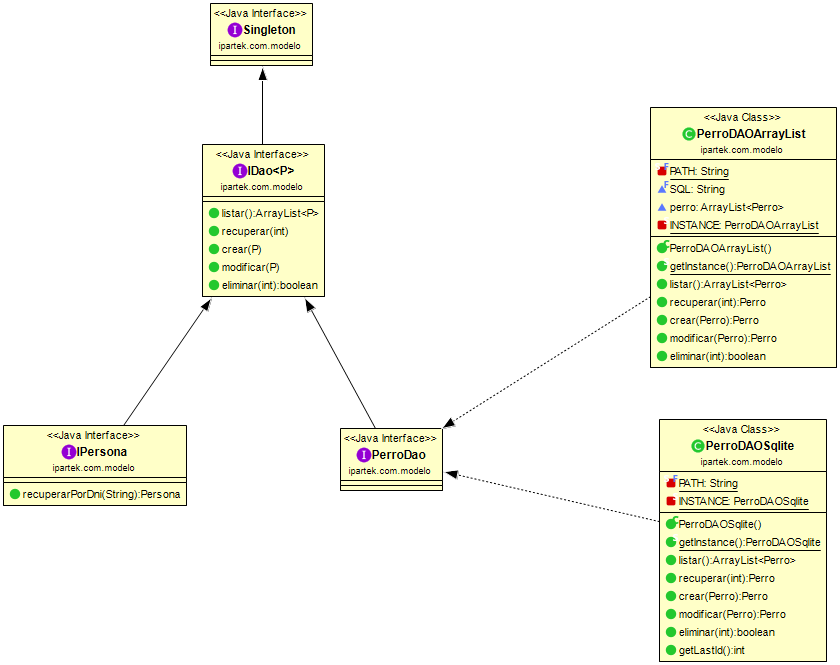 <<Java Interface>>
Singleton
ipartek.com.modelo
<<Java Interface>>
IDao<P>
ipartek.com.modelo
listar():ArrayList<P>
recuperar(int)
crear(P)
modificar(P)
eliminar(int):boolean
<<Java Interface>>
IPersona
ipartek.com.modelo
recuperarPorDni(String):Persona
<<Java Interface>>
PerroDao
ipartek.com.modelo
<<Java Class>>
PerroDAOArrayList
ipartek.com.modelo
PATH: String
SQL: String
perro: ArrayList<Perro>
INSTANCE: PerroDAOArrayList
PerroDAOArrayList()
getInstance():PerroDAOArrayList
listar():ArrayList<Perro>
recuperar(int):Perro
crear(Perro):Perro
modificar(Perro):Perro
eliminar(int):boolean
<<Java Class>>
PerroDAOSqlite
ipartek.com.modelo
PATH: String
INSTANCE: PerroDAOSqlite
PerroDAOSqlite()
getInstance():PerroDAOSqlite
listar():ArrayList<Perro>
recuperar(int):Perro
crear(Perro):Perro
modificar(Perro):Perro
eliminar(int):boolean
getLastId():int